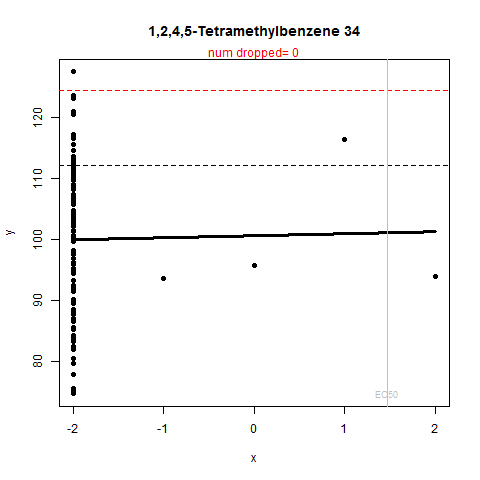 1,2,4,5-Tetramethylbenzene 34
num dropped= 0
y
120
110
100
90
80
EC50
-2 -1 0 1 2
x